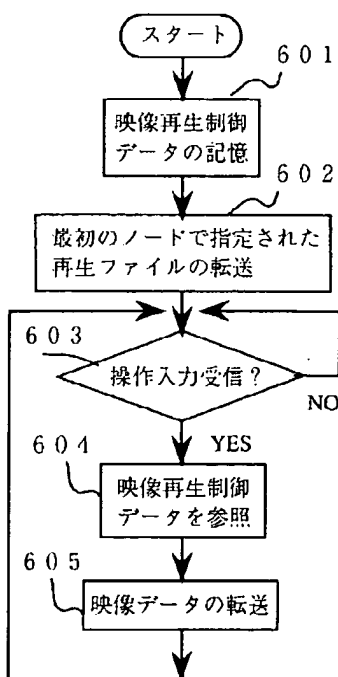 スタート
601
映像再生制御
データの記憶
602
最初のノードで指定された
再生ファイルの転送
603
操作入力受信？
NO
YES
604
映像再生制御
データを参照
605
映像データの転送